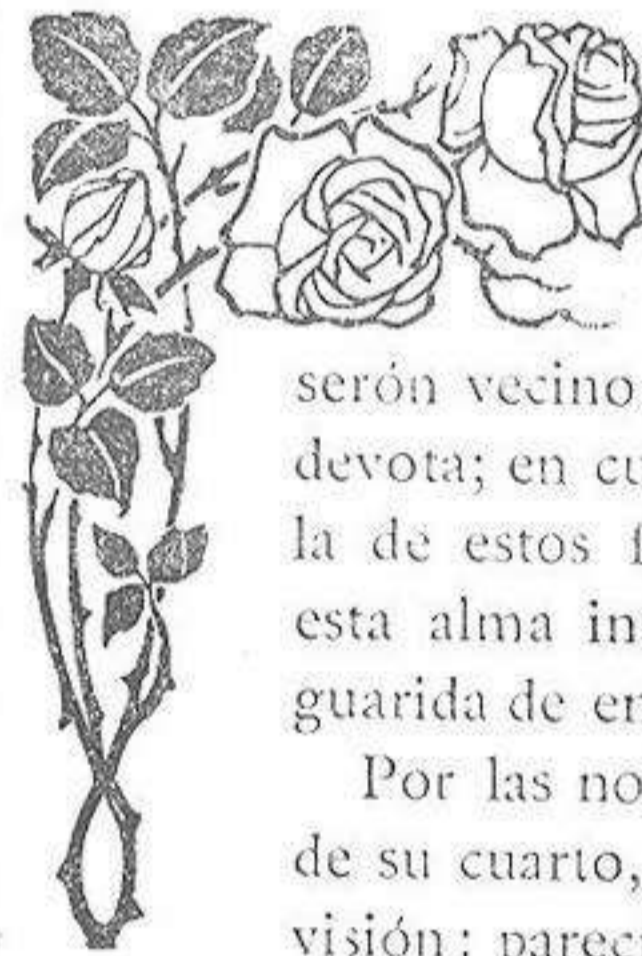 serón vecino
devota; en cu
la de estos
esta alma in
guarida de en
Por las no
de su cuarto,
visión; parec